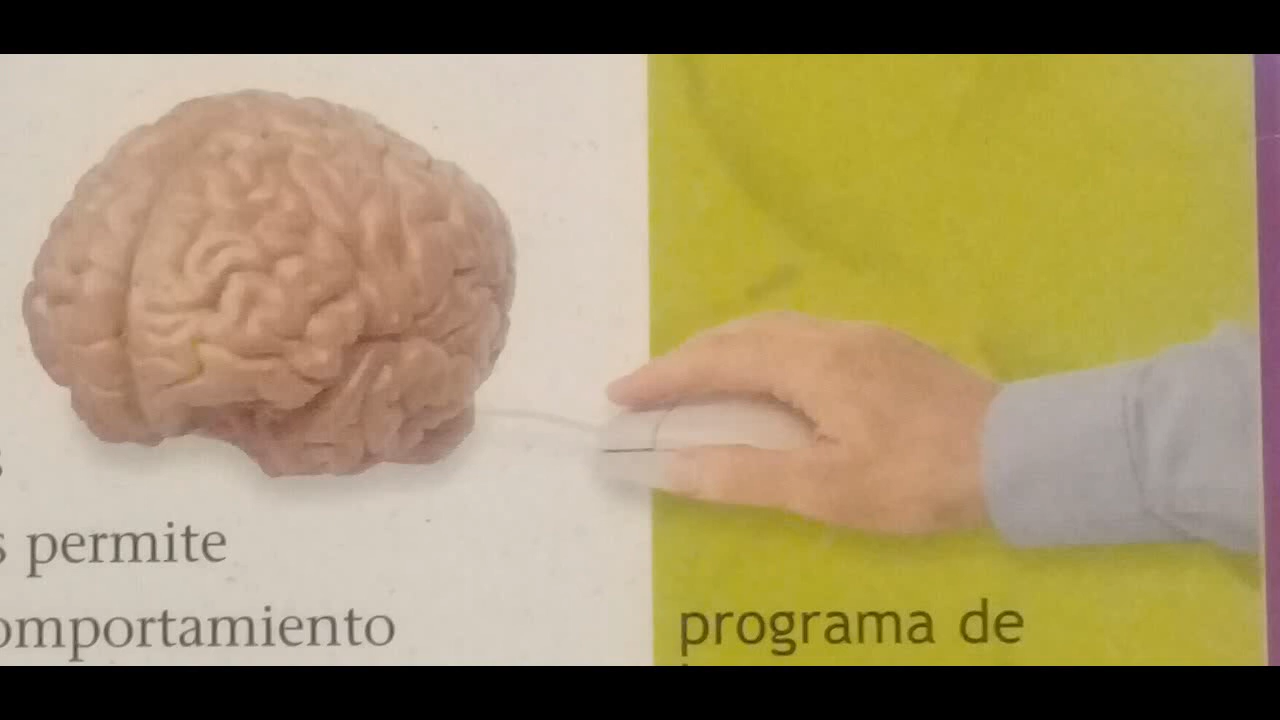 s
s permite
omportamiento
programa de